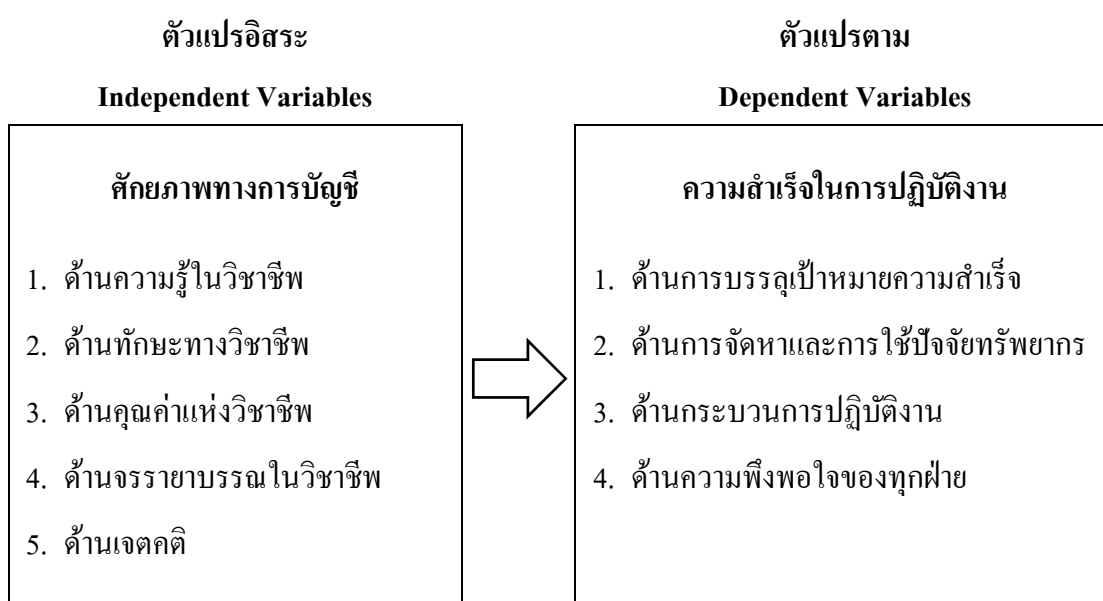 ตัวแปรอิสระ
Independent Variables
ศักยภาพทางการบัญชี
1. ด้านความรู้ในวิชาชีพ
2. ด้านทักษะทางวิชาชีพ
3. ด้านคุณค่าแห่งวิชาชีพ
4. ด้านจรรายาบรรณในวิชาชีพ
5. ด้านเจตคติ
ตัวแปรตาม
Dependent Variables
ความสำเร็จในการปฏิบัติงาน
1. ด้านการบรรลุเป้าหมายความสำเร็จ
2. ด้านการจัดหาและการใช้ปัจจัยทรัพยากร
3. ด้านกระบวนการปฏิบัติงาน
4. ด้านความพึงพอใจของทุกฝ่าย